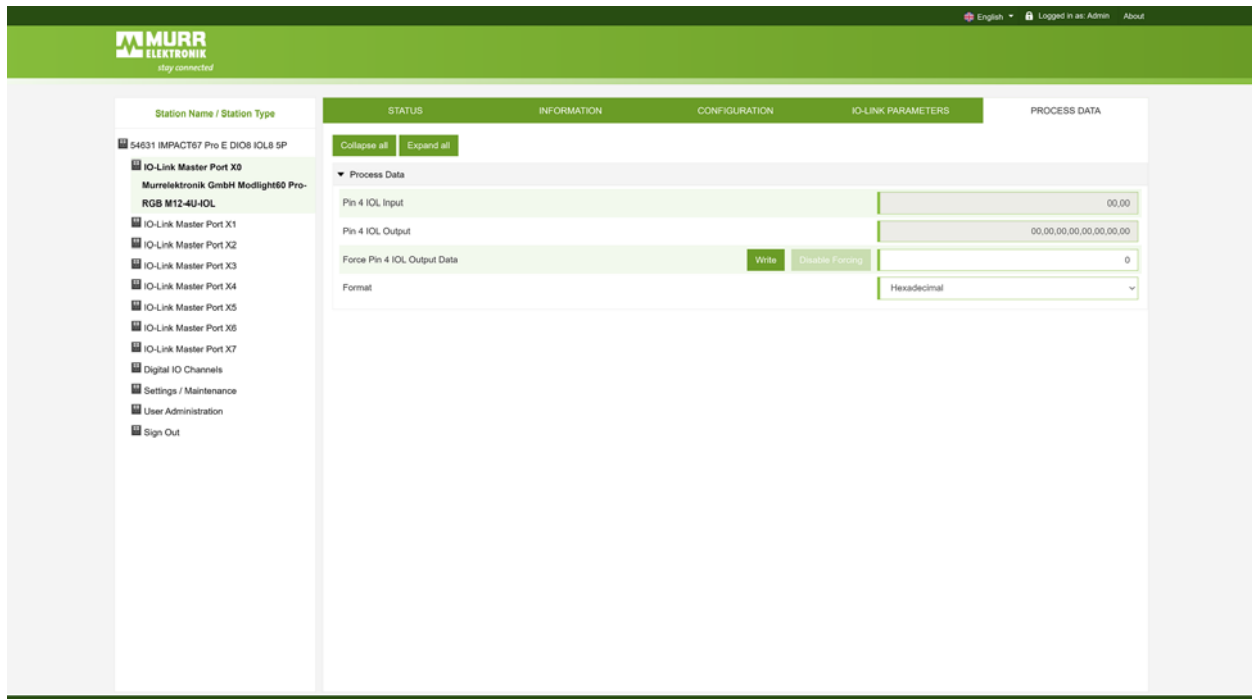 English
Logged in as: Admin
About
MURR
ELEKTRONIK
stay connected
Station Name / Station Type
54631 IMPACT67 Pro E DIO8 IOL8 5P
IO-Link Master Port X0
Murrelektronik GmbH Modlight60 Pro-
RGB M12-4U-IOL
IO-Link Master Port X1
IO-Link Master Port X2
IO-Link Master Port X3
IO-Link Master Port X4
IO-Link Master Port X5
IO-Link Master Port X6
IO-Link Master Port X7
Digital IO Channels
Settings / Maintenance
User Administration
Sign Out
STATUS
INFORMATION
CONFIGURATION
IO-LINK PARAMETERS
PROCESS DATA
Collapse all
Expand all
Process Data
Pin 4 IOL Input
00,00
Pin 4 IOL Output
00,00,00,00,00,00,00,00
Force Pin 4 IOL Output Data
Write
Disable Forcing
0
Format
Hexadecimal